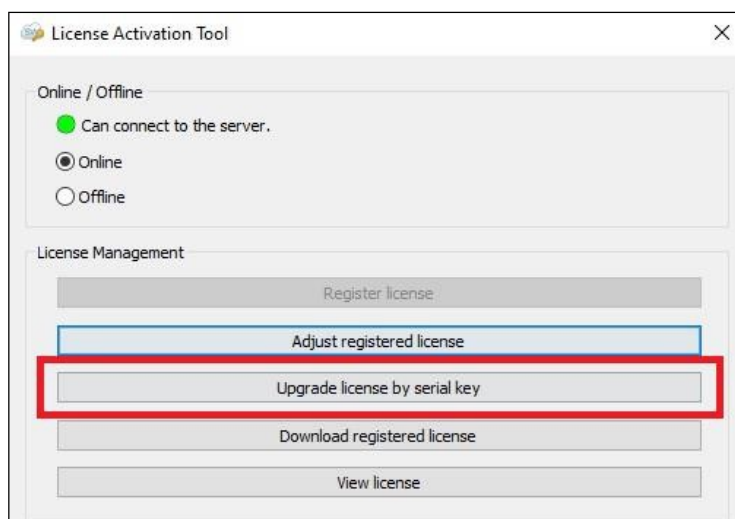 License Activation Tool
Online / Offline
Can connect to the server.
Online
Offline
License Management
Register license
Adjust registered license
Upgrade license by serial key
Download registered license
View license